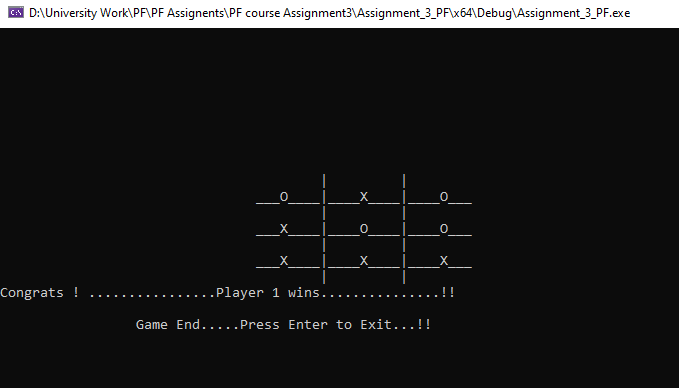 D:\University Work\PF\PF Assignents\PF course Assignment3\Assignment_3_PF\x64\Debug\Assignment_3_PF.exe
| |
___O____|____X____|____O___
| |
___X____|____O____|____O___
| |
___X____|____X____|____X___
| |
Congrats ! ................Player 1 wins...............!!
Game End.....Press Enter to Exit...!!